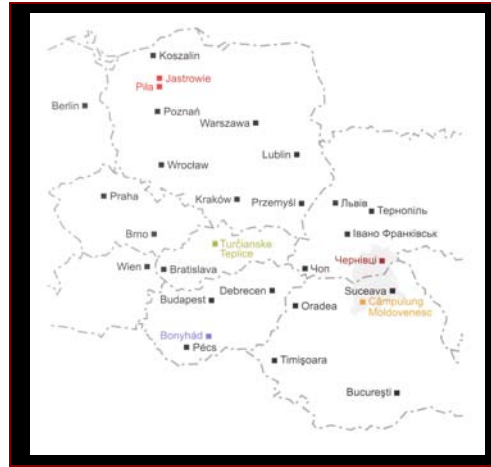 Koszalin
Jastrowie
Piła
Berlin
Poznań
Warszawa
Lublin
Wrocław
Praha
Kraków
Przemyśl
Львів
Тернопіль
Brno
Івано Франківськ
Turčianske
Teplice
Чернівці
Wien
Bratislava
Чоп
Budapest
Debrecen
Suceava
Oradea
Câmpulung
Moldovenesc
Bonyhád
Pécs
Timişoara
Bucureşti